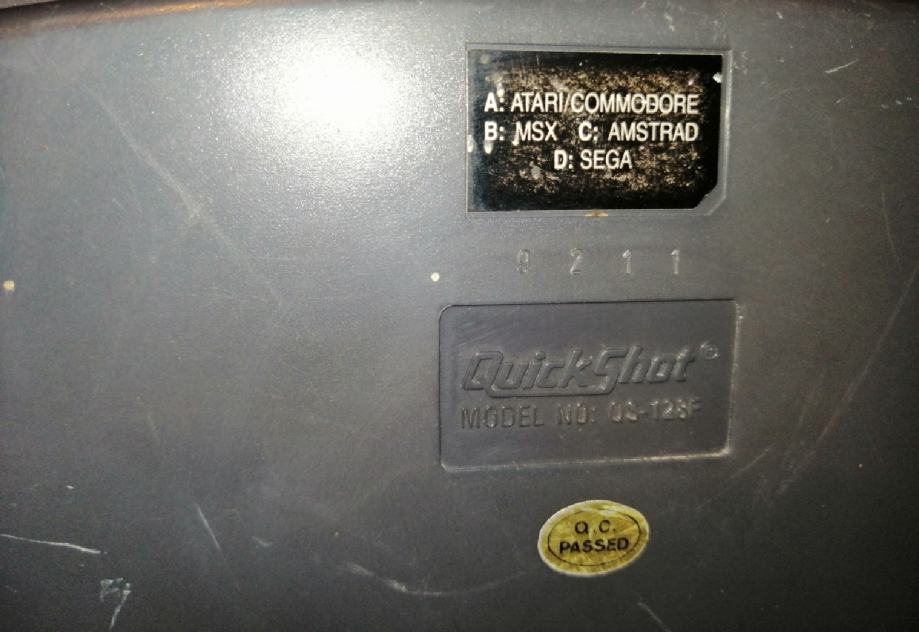 A: ATARI/COMMODORE
B: MSX C: AMSTRAD
D: SEGA
9 2 1 1
QuickShot®
MODEL NO: QS-128F
Q.C.
PASSED